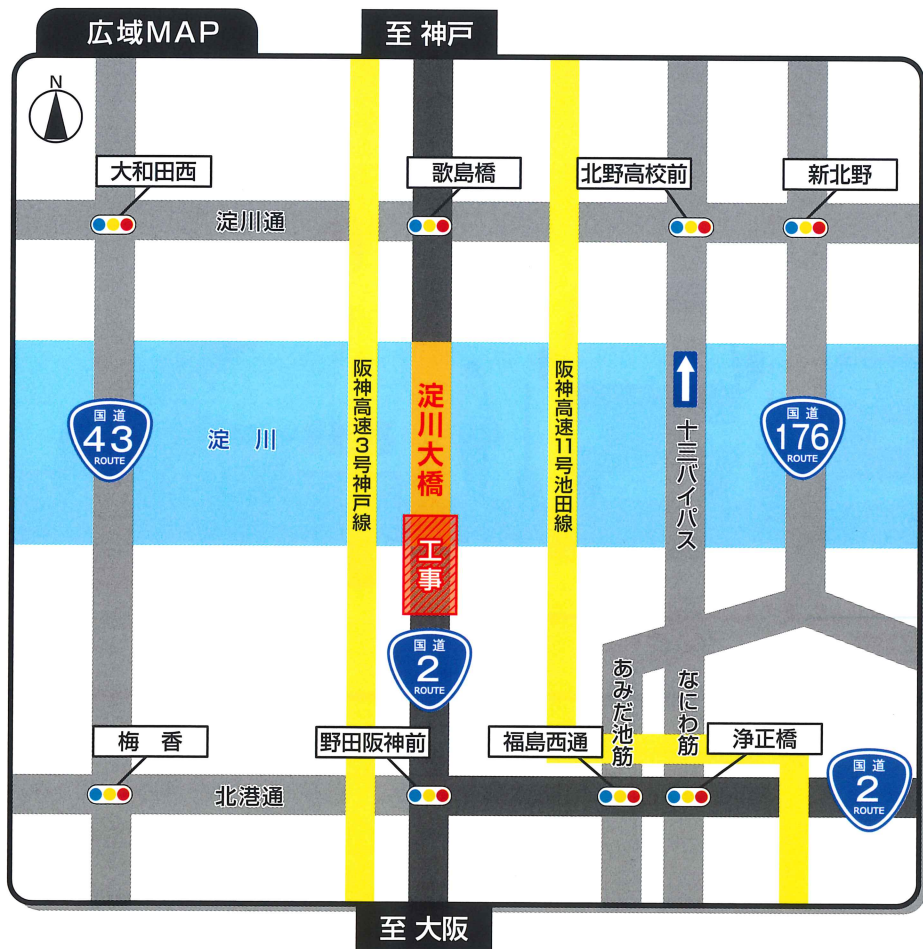 広域MAP
至 神戸
N
大和田西
歌島橋
北野高校前
新北野
淀川通
阪神高速3号神戸線
淀川大橋
阪神高速11号池田線
十三バイパス
国道
43
ROUTE
淀 川
国道
176
ROUTE
工事
国道
2
ROUTE
あみだ池筋
なにわ筋
梅 香
野田阪神前
福島西通
浄正橋
北港通
国道
2
ROUTE
至 大阪